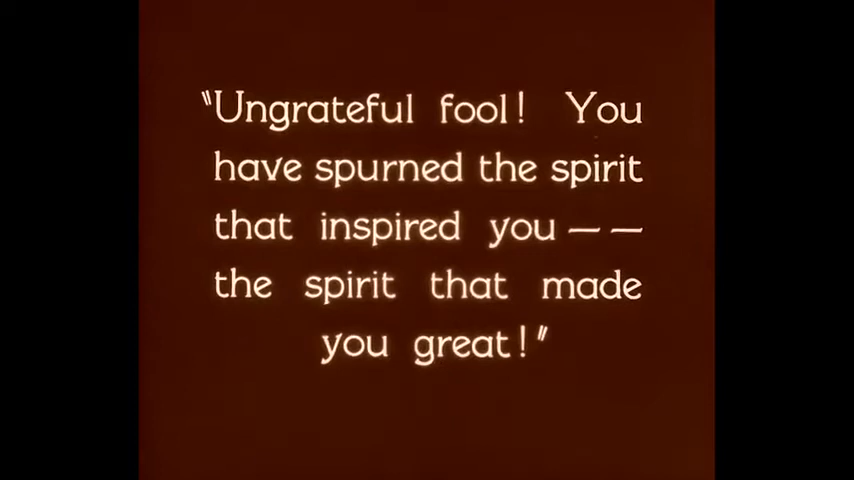 "Ungrateful fool! You
have spurned the spirit
that inspired you — —
the spirit that made
you great!"